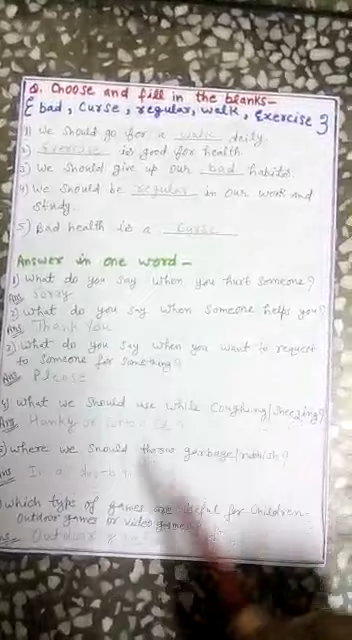 Q. Choose and fill in the blanks-
{ bad, Curse, regular, walk, Exercise }
1) We should go for a walk daily.
2) Exercise is good for health.
3) We should give up our bad habits.
4) We should be regular in our work and
study.
5) Bad health is a Curse
Answer in one word-
1) What do you say when you hurt someone?
Ans Sorry
2) What do you say when someone helps you?
Ans Thank You
3) What do you say when you want to request
to someone for something?
Ans Please
4) What we should use while Coughing/Sneezing?
Ans Hanky or
5) Where we should throw garbage/rubbish?
Ans In a
which type of games are useful for Children-
Outdoor games or video games?
Ans Outdoor